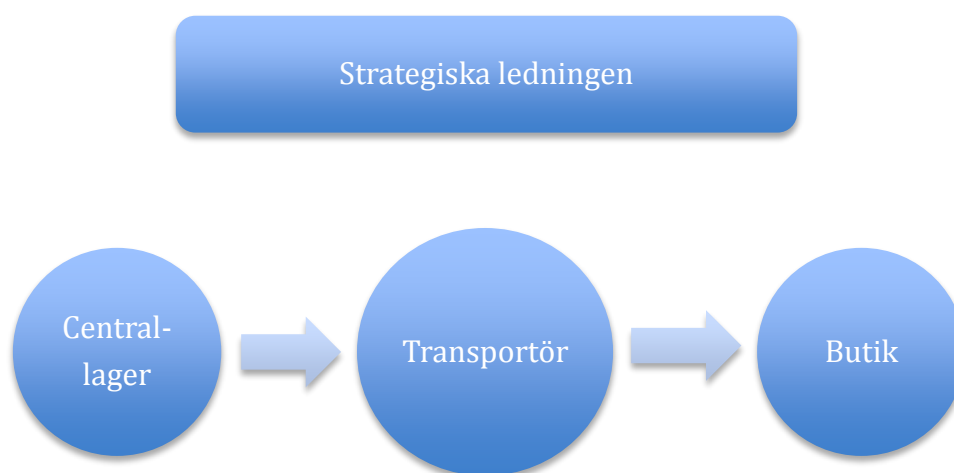 Strategiska ledningen
Central-
lager
Transportör
Butik